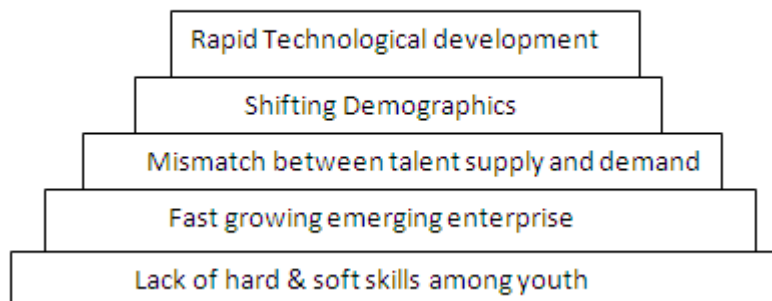 Rapid Technological development
Shifting Demographics
Mismatch between talent supply and demand
Fast growing emerging enterprise
Lack of hard & soft skills among youth